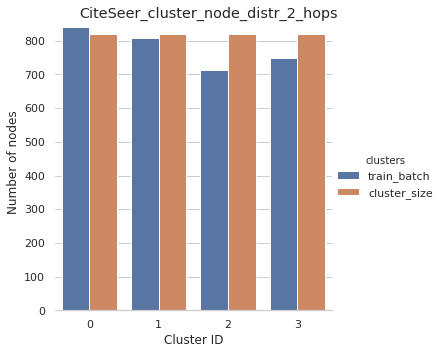 CiteSeer_cluster_node_distr_2_hops
800
700
600
500
400
300
200
100
0
Number of nodes
0 1 2 3
Cluster ID
clusters
train_batch
cluster_size